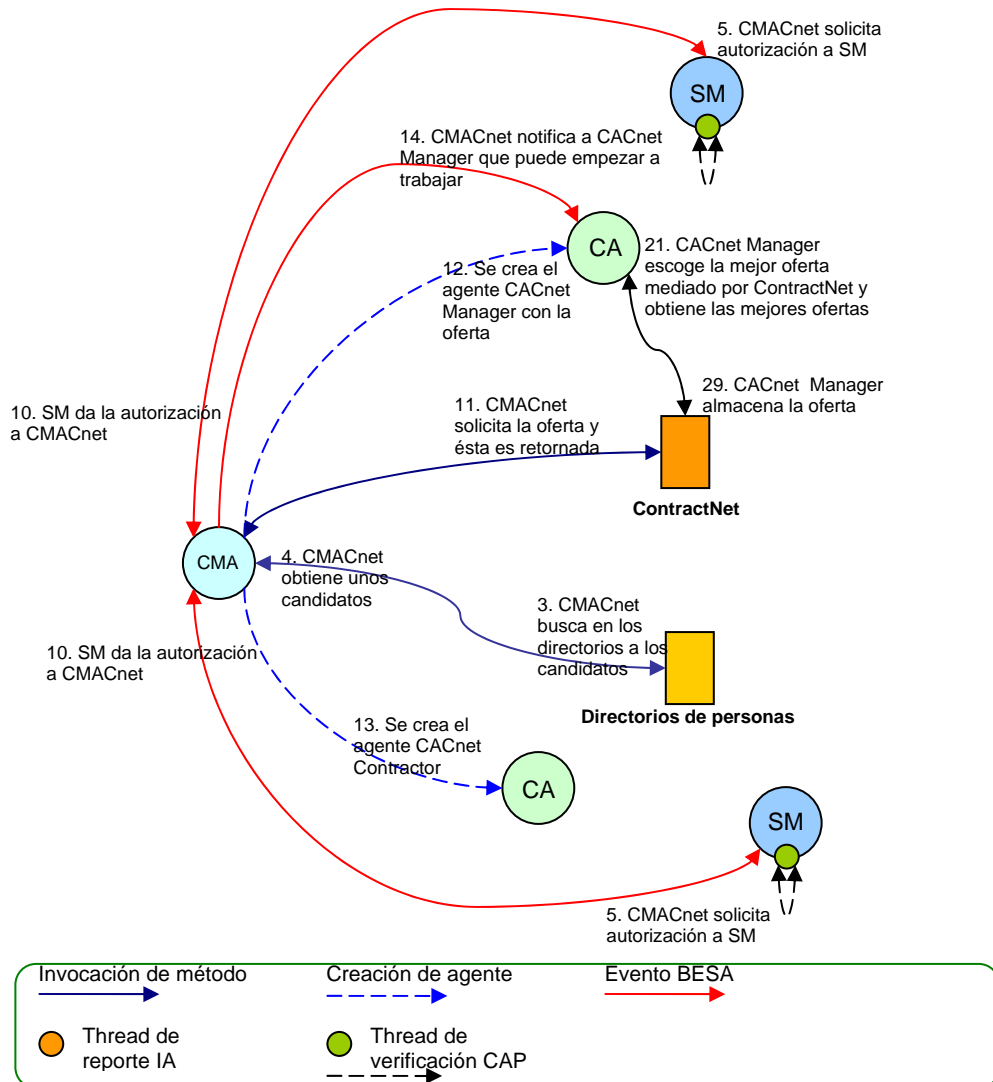 5. CMACnet solicita
autorización a SM
SM
14. CMACnet notifica a CACnet
Manager que puede empezar a
trabajar
CA
21. CACnet Manager
escoge la mejor oferta
mediado por ContractNet y
obtiene las mejores ofertas
12. Se crea el
agente CACnet
Manager con la
oferta
29. CACnet  Manager
almacena la oferta
10. SM da la autorización
a CMACnet
11. CMACnet
solicita la oferta y
ésta es retornada
ContractNet
CMA
4. CMACnet
obtiene unos
candidatos
3. CMACnet
busca en los
directorios a los
candidatos
10. SM da la autorización
a CMACnet
Directorios de personas
13. Se crea el
agente CACnet
Contractor
CA
SM
5. CMACnet solicita
autorización a SM
Invocación de método
Creación de agente
Evento BESA
Thread de
reporte IA
Thread de
verificación CAP